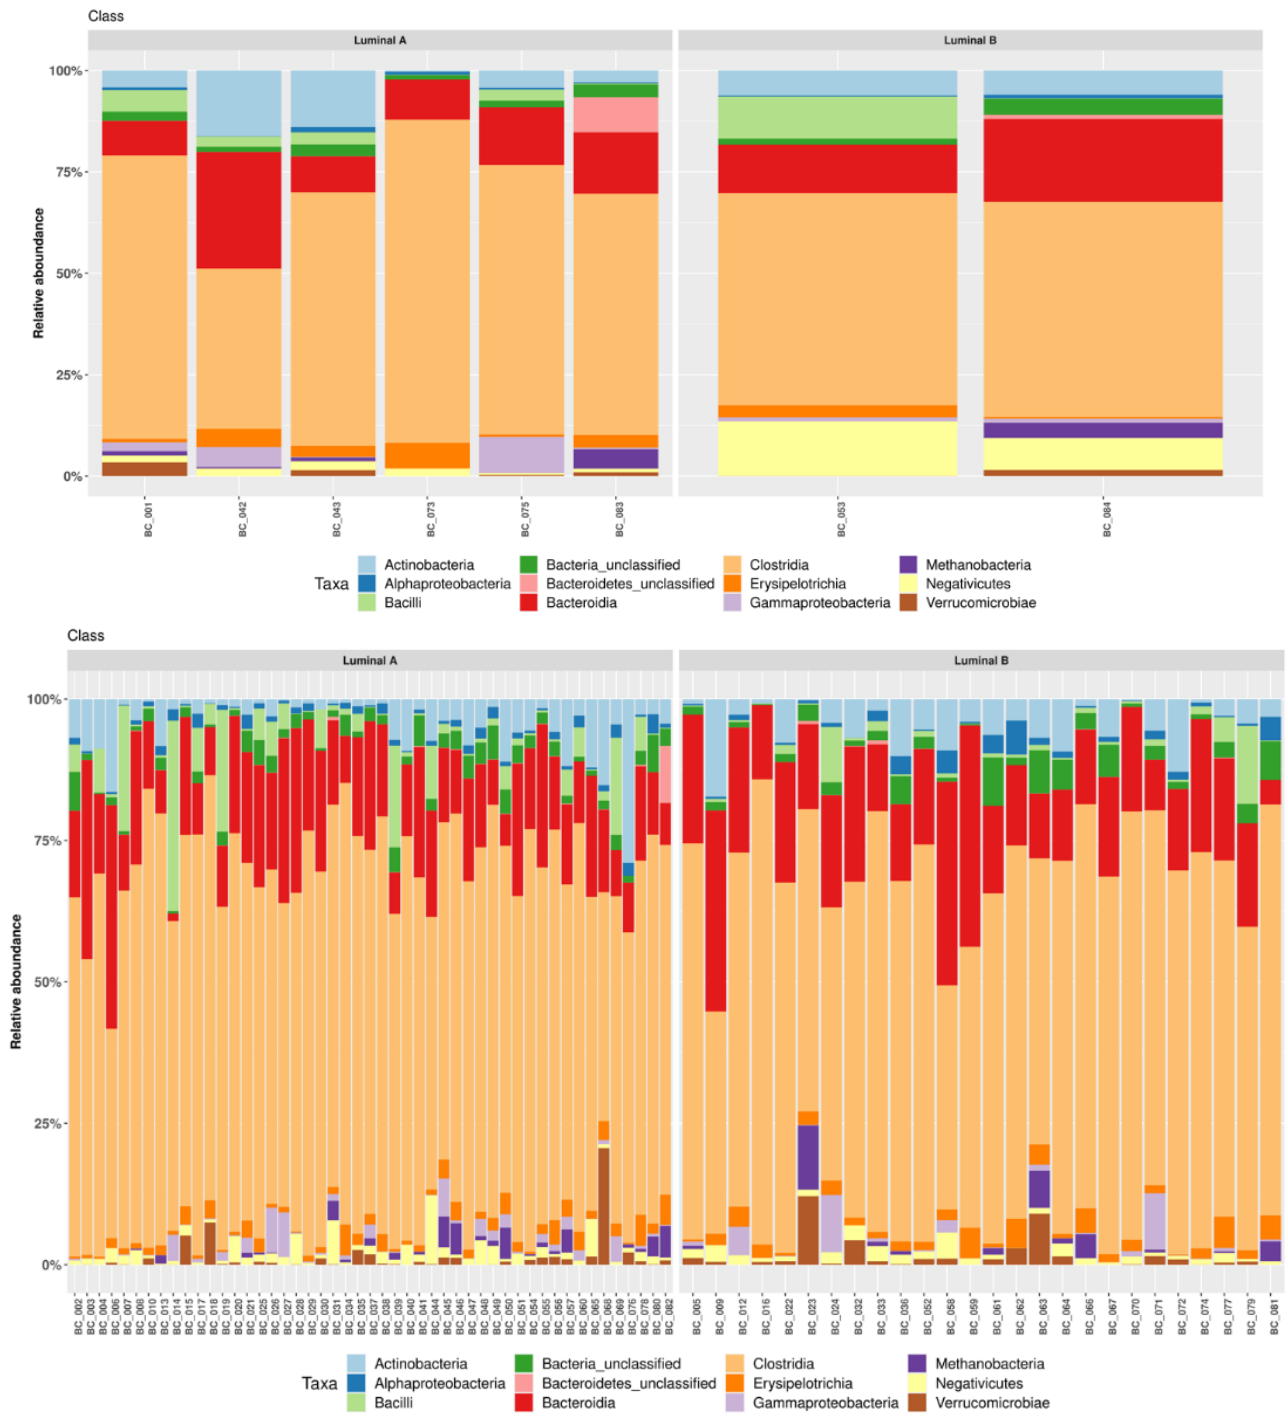 Class
Luminal A Luminal B
100%
75%
50%
25%
0%
Relative aboundance
BC_001 BC_042 BC_043 BC_073 BC_075 BC_083 BC_053 BC_084
Taxa
Actinobacteria Bacteria_unclassified Clostridia Methanobacteria
Alphaproteobacteria Bacteroidetes_unclassified Erysipelotrichia Negativicutes
Bacilli Bacteroidia Gammaproteobacteria Verrucomicrobiae
Class
Luminal A Luminal B
100%
75%
50%
25%
0%
Relative aboundance
BC_002 BC_003 BC_004 BC_006 BC_007 BC_008 BC_010 BC_013 BC_014 BC_015 BC_017 BC_018 BC_019 BC_020 BC_021 BC_025 BC_026 BC_027 BC_028 BC_029 BC_030 BC_031 BC_034 BC_035 BC_037 BC_038 BC_039 BC_040 BC_041 BC_044 BC_045 BC_046 BC_047 BC_048 BC_049 BC_050 BC_051 BC_054 BC_055 BC_056 BC_057 BC_060 BC_065 BC_068 BC_069 BC_076 BC_078 BC_080 BC_082 BC_005 BC_009 BC_012 BC_016 BC_022 BC_023 BC_024 BC_032 BC_033 BC_036 BC_052 BC_058 BC_059 BC_061 BC_062 BC_063 BC_064 BC_066 BC_067 BC_070 BC_071 BC_072 BC_074 BC_077 BC_079 BC_081
Taxa
Actinobacteria Bacteria_unclassified Clostridia Methanobacteria
Alphaproteobacteria Bacteroidetes_unclassified Erysipelotrichia Negativicutes
Bacilli Bacteroidia Gammaproteobacteria Verrucomicrobiae